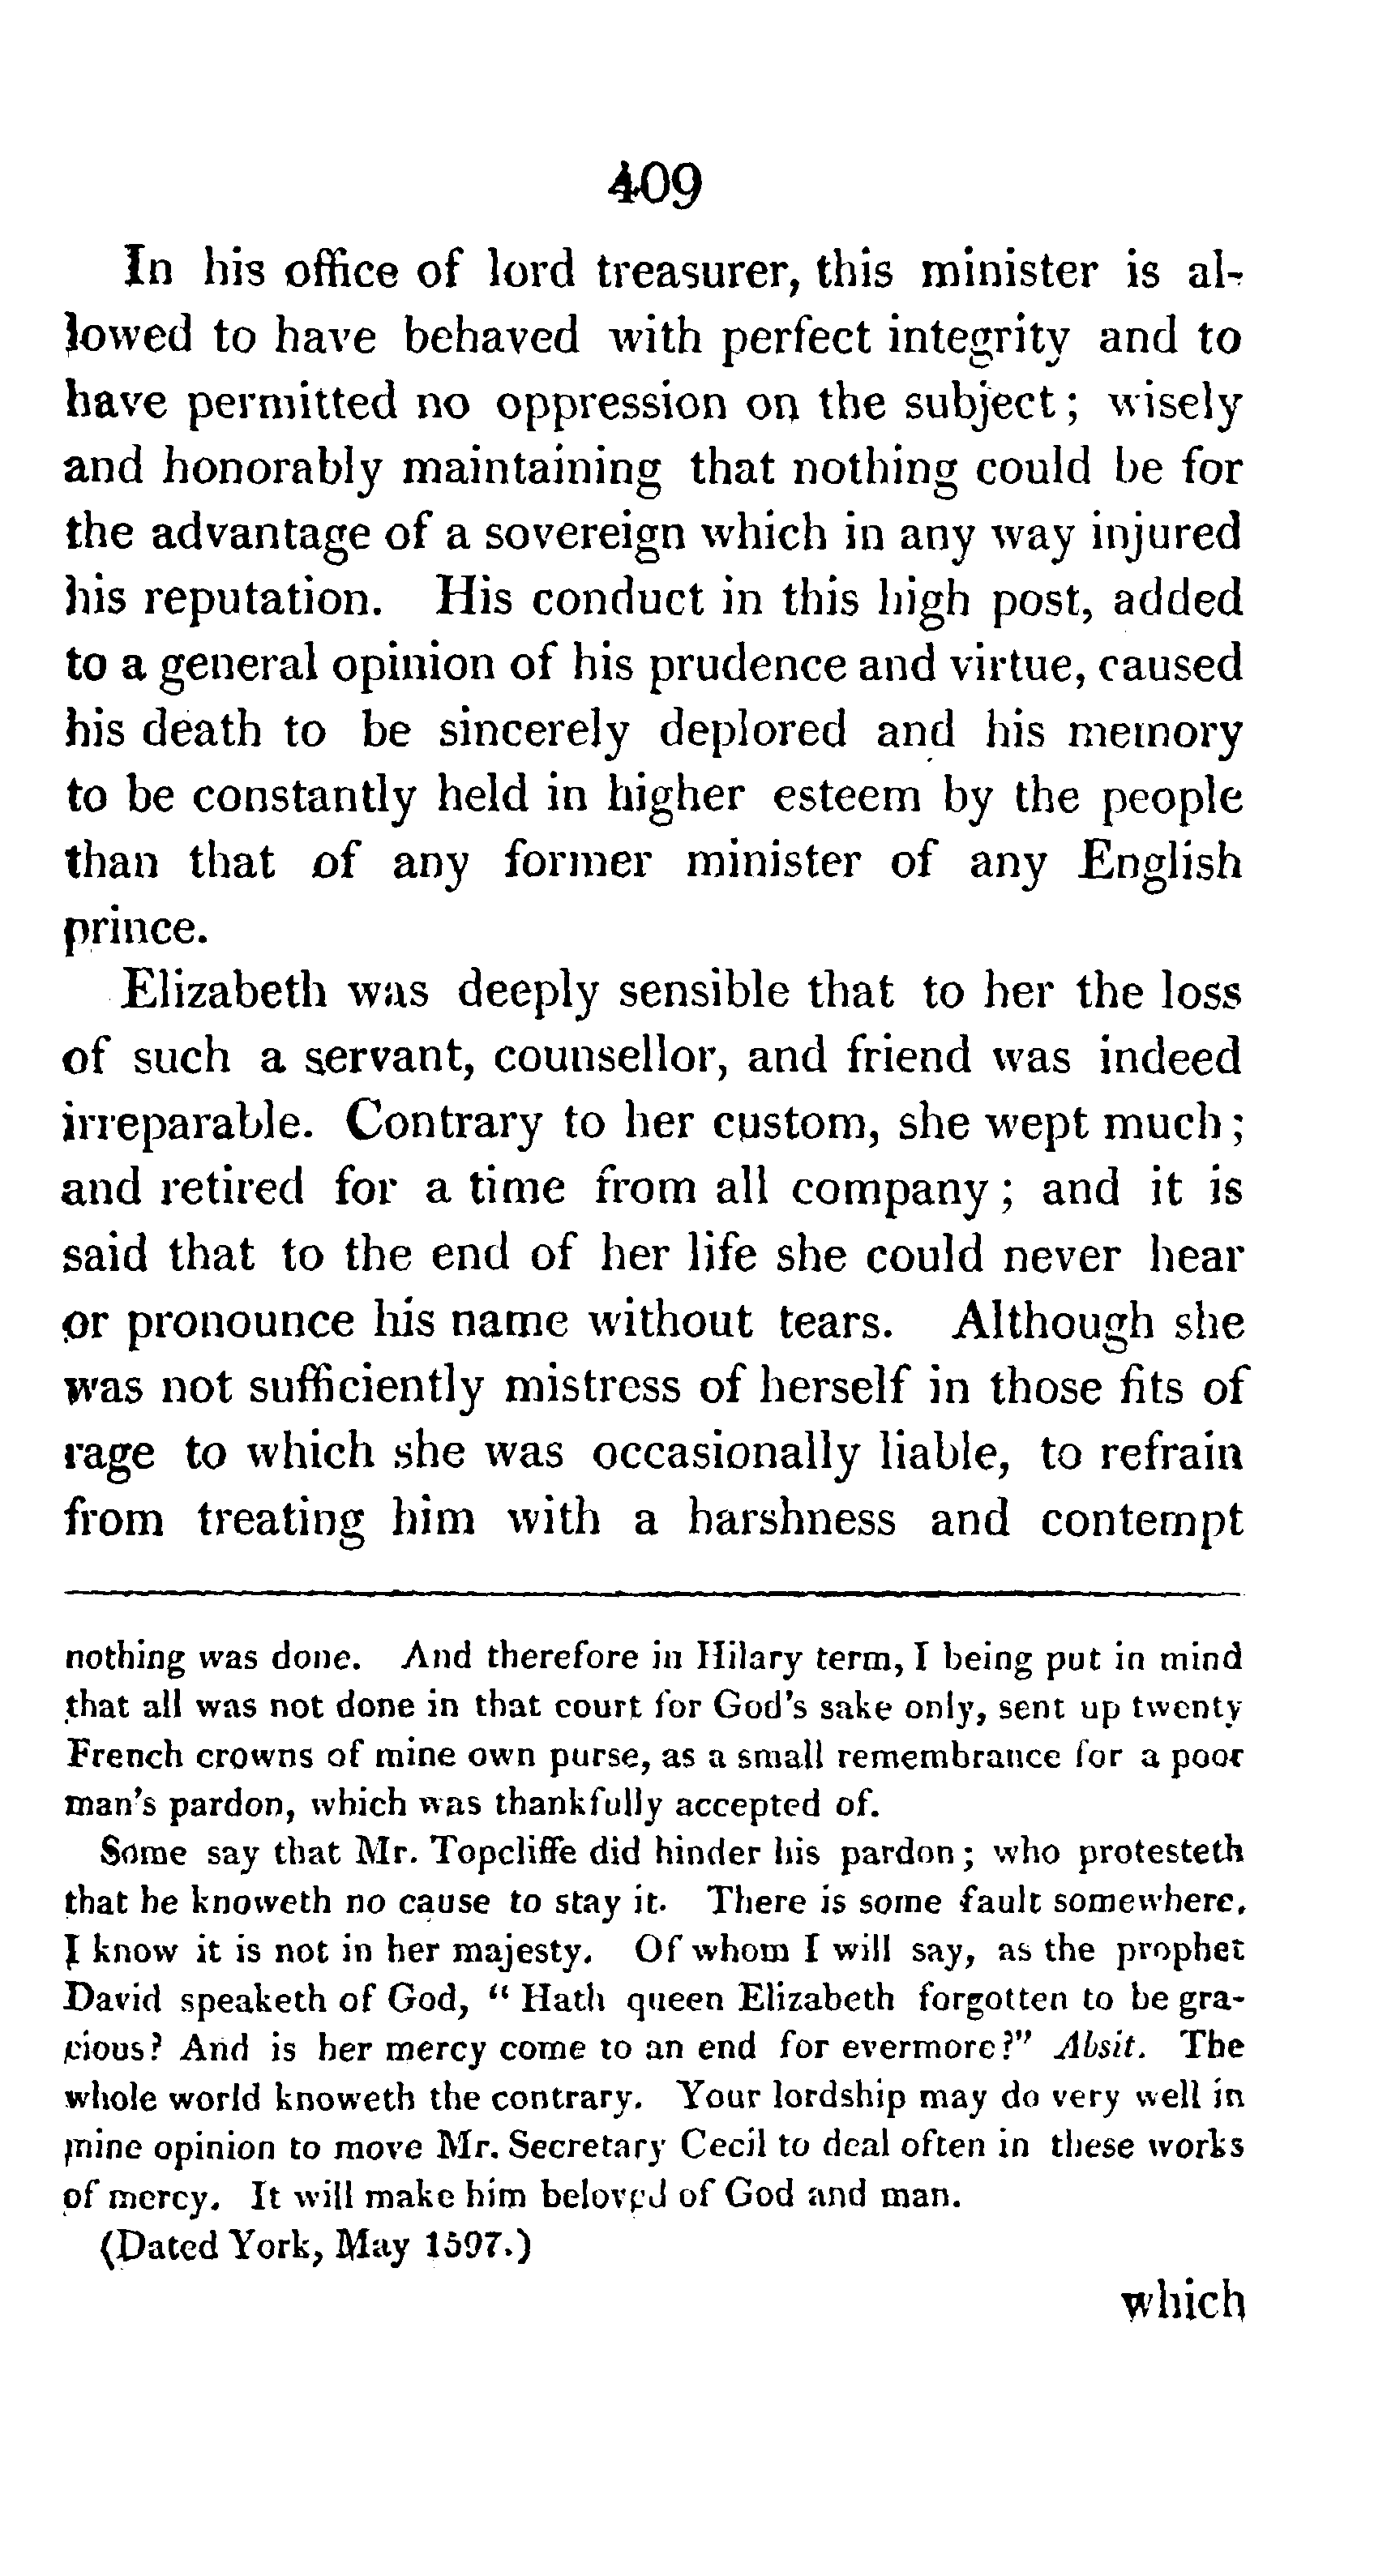 409
In his office of lord treasurer, this minister is al-
lowed to have behaved with perfect integrity and to
have permitted no oppression on the subject; wisely
and honorably maintaining that nothing could be for
the advantage of a sovereign which in any way injured
his reputation. His conduct in this high post, added
to a general opinion of his prudence and virtue, caused
his death to be sincerely deplored and his memory
to be constantly held in higher esteem by the people
than that of any former minister of any English
prince.
Elizabeth was deeply sensible that to her the loss
of such a servant, counsellor, and friend was indeed
irreparable. Contrary to her custom, she wept much;
and retired for a time from all company; and it is
said that to the end of her life she could never hear
or pronounce his name without tears. Although she
was not sufficiently mistress of herself in those fits of
rage to which she was occasionally liable, to refrain
from treating him with a harshness and contempt
nothing was done. And therefore in Hilary term, I being put in mind
that all was not done in that court for God's sake only, sent up twenty
French crowns of mine own purse, as a small remembrance for a poor
man's pardon, which was thankfully accepted of.
Some say that Mr. Topcliffe did hinder his pardon; who protesteth
that he knoweth no cause to stay it. There is some fault somewhere,
I know it is not in her majesty. Of whom I will say, as the prophet
David speaketh of God, "Hath queen Elizabeth forgotten to be gra-
cious? And is her mercy come to an end for evermore?" Absit. The
whole world knoweth the contrary. Your lordship may do very well in
mine opinion to move Mr. Secretary Cecil to deal often in these works
of mercy. It will make him beloved of God and man.
(Dated York, May 1597.)
which